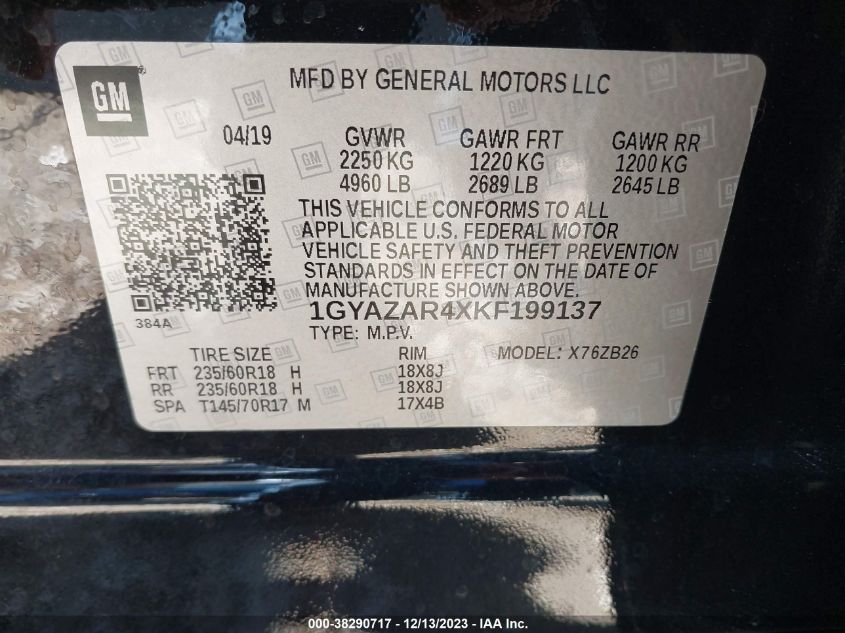 GM
MFD BY GENERAL MOTORS LLC
04/19 GVWR GAWR FRT GAWR RR
2250 KG 1220 KG 1200 KG
4960 LB 2689 LB 2645 LB
THIS VEHICLE CONFORMS TO ALL
APPLICABLE U.S. FEDERAL MOTOR
VEHICLE SAFETY AND THEFT PREVENTION
STANDARDS IN EFFECT ON THE DATE OF
MANUFACTURE SHOWN ABOVE.
384A
1GYAZAR4XKF199137
TYPE: M.P.V.
TIRE SIZE RIM MODEL: X76ZB26
FRT 235/60R18 H 18X8J
RR 235/60R18 H 18X8J
SPA T145/70R17 M 17X4B
000-38290717 - 12/13/2023 - IAA Inc.